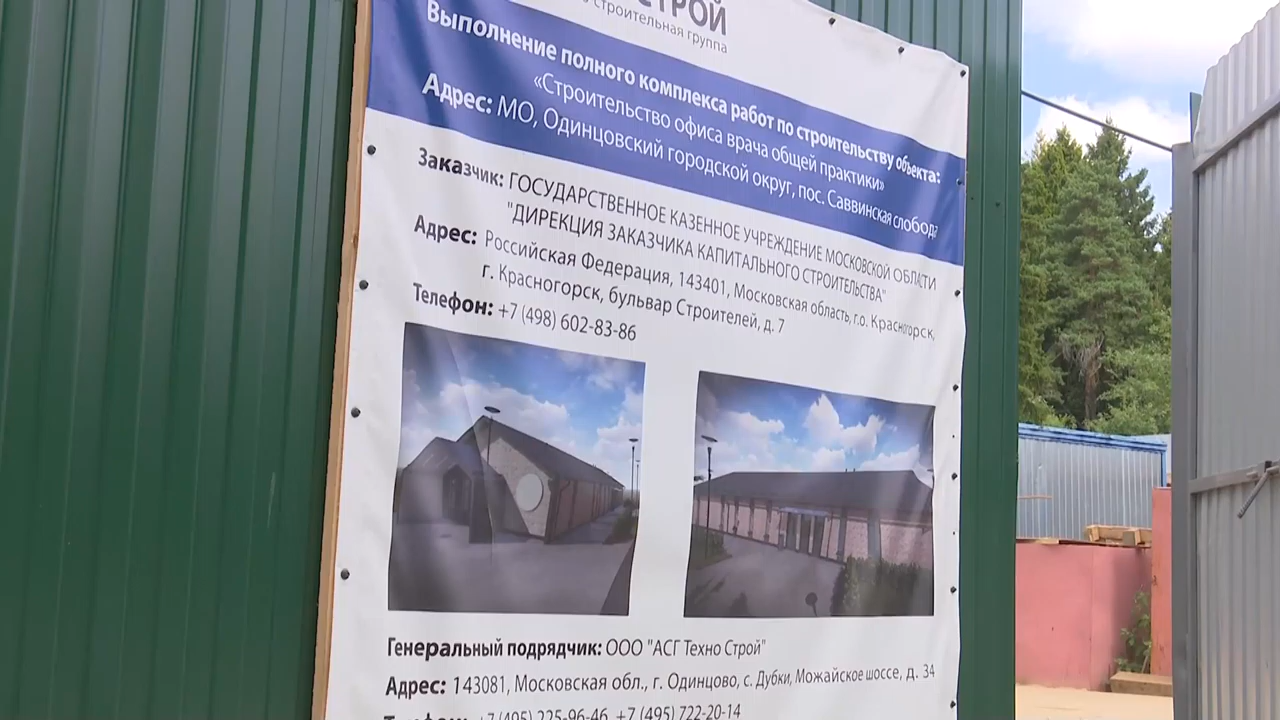 СТРОЙ
строительная группа
Выполнение полного комплекса работ по строительству объекта:
«Строительство офиса врача общей практики»
Адрес: МО, Одинцовский городской округ, пос. Саввинская слобода
Заказчик: ГОСУДАРСТВЕННОЕ КАЗЕННОЕ УЧРЕЖДЕНИЕ МОСКОВСКОЙ ОБЛАСТИ
"ДИРЕКЦИЯ ЗАКАЗЧИКА КАПИТАЛЬНОГО СТРОИТЕЛЬСТВА"
Адрес: Российская Федерация, 143401, Московская область, г.о. Красногорск,
г. Красногорск, бульвар Строителей, д. 7
Телефон: +7 (498) 602-83-86
Генеральный подрядчик: ООО "АСГ Техно Строй"
Адрес: 143081, Московская обл., г. Одинцово, с. Дубки, Можайское шоссе, д. 34
Телефон: +7 (495) 225-96-46, +7 (495) 722-20-14